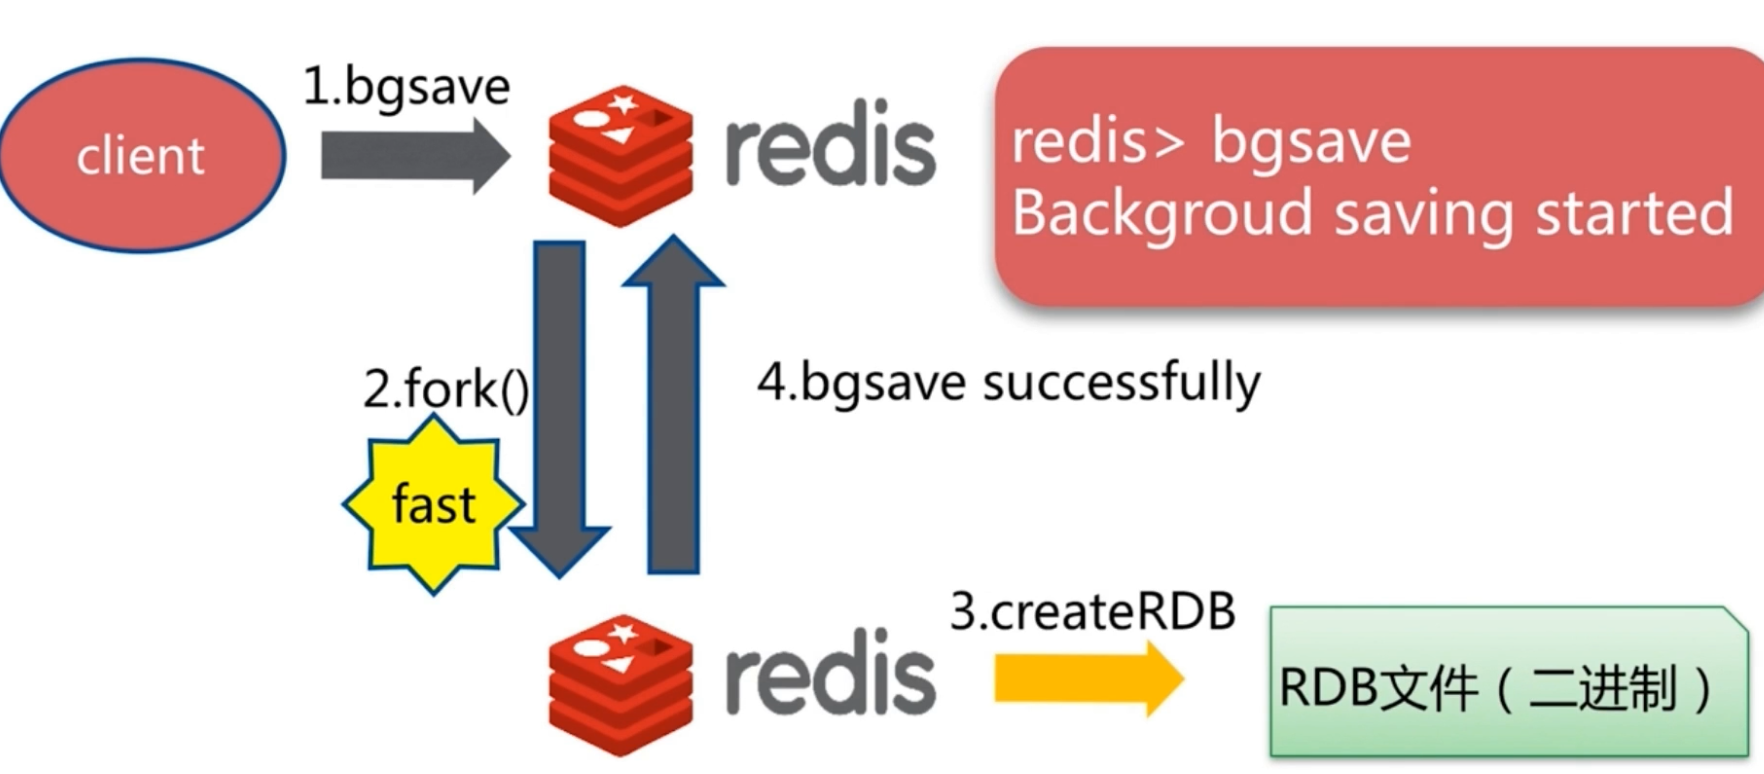 client
1.bgsave
redis
redis> bgsave
Backgroud saving started
2.fork()
fast
4.bgsave successfully
redis
3.createRDB
RDB文件（二进制）